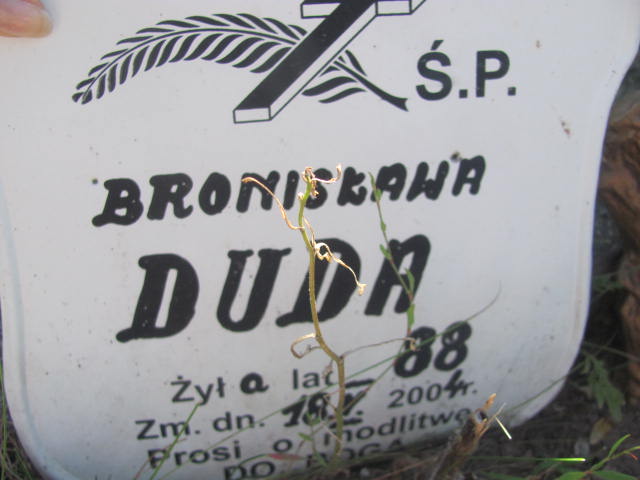 Ś.P.
BRONISŁAWA
DUDA
Żyła lat 88
Zm. dn. 2004r.
Prosi o modlitwę
DO BOGA